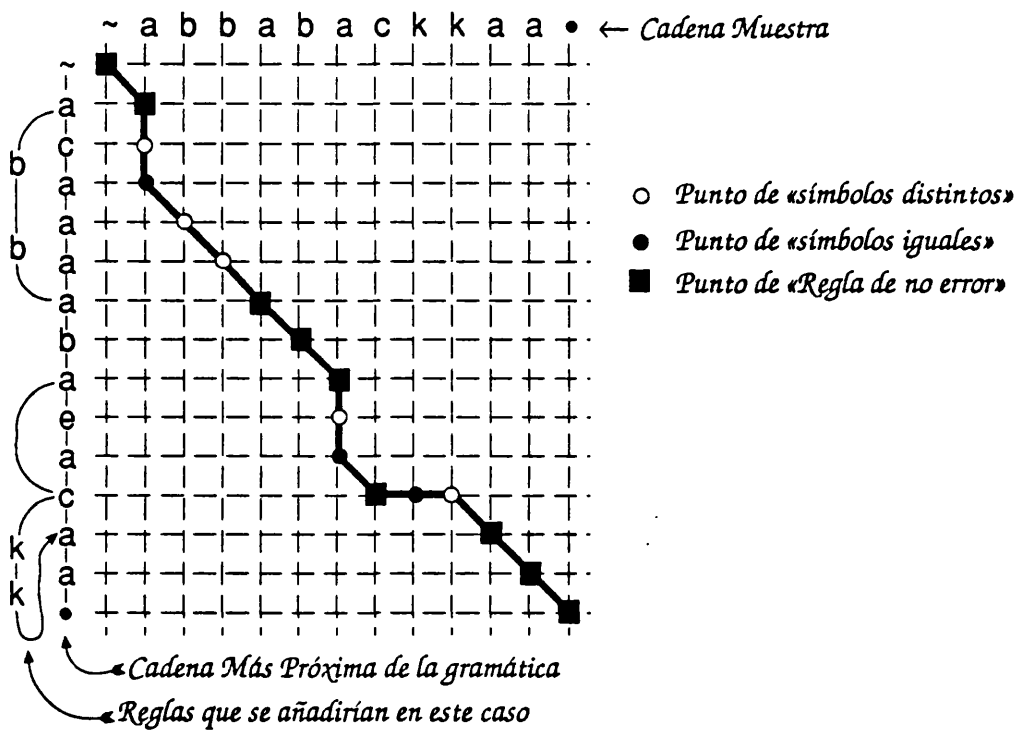 ~ a b b a b a c k k a a • ← Cadena Muestra
~
a
c
b
a
a
b
a
a
b
a
e
a
c
a
k
a
k
•
○ Punto de «símbolos distintos»
● Punto de «símbolos iguales»
■ Punto de «Regla de no error»
Cadena Más Próxima de la gramática
Reglas que se añadirían en este caso